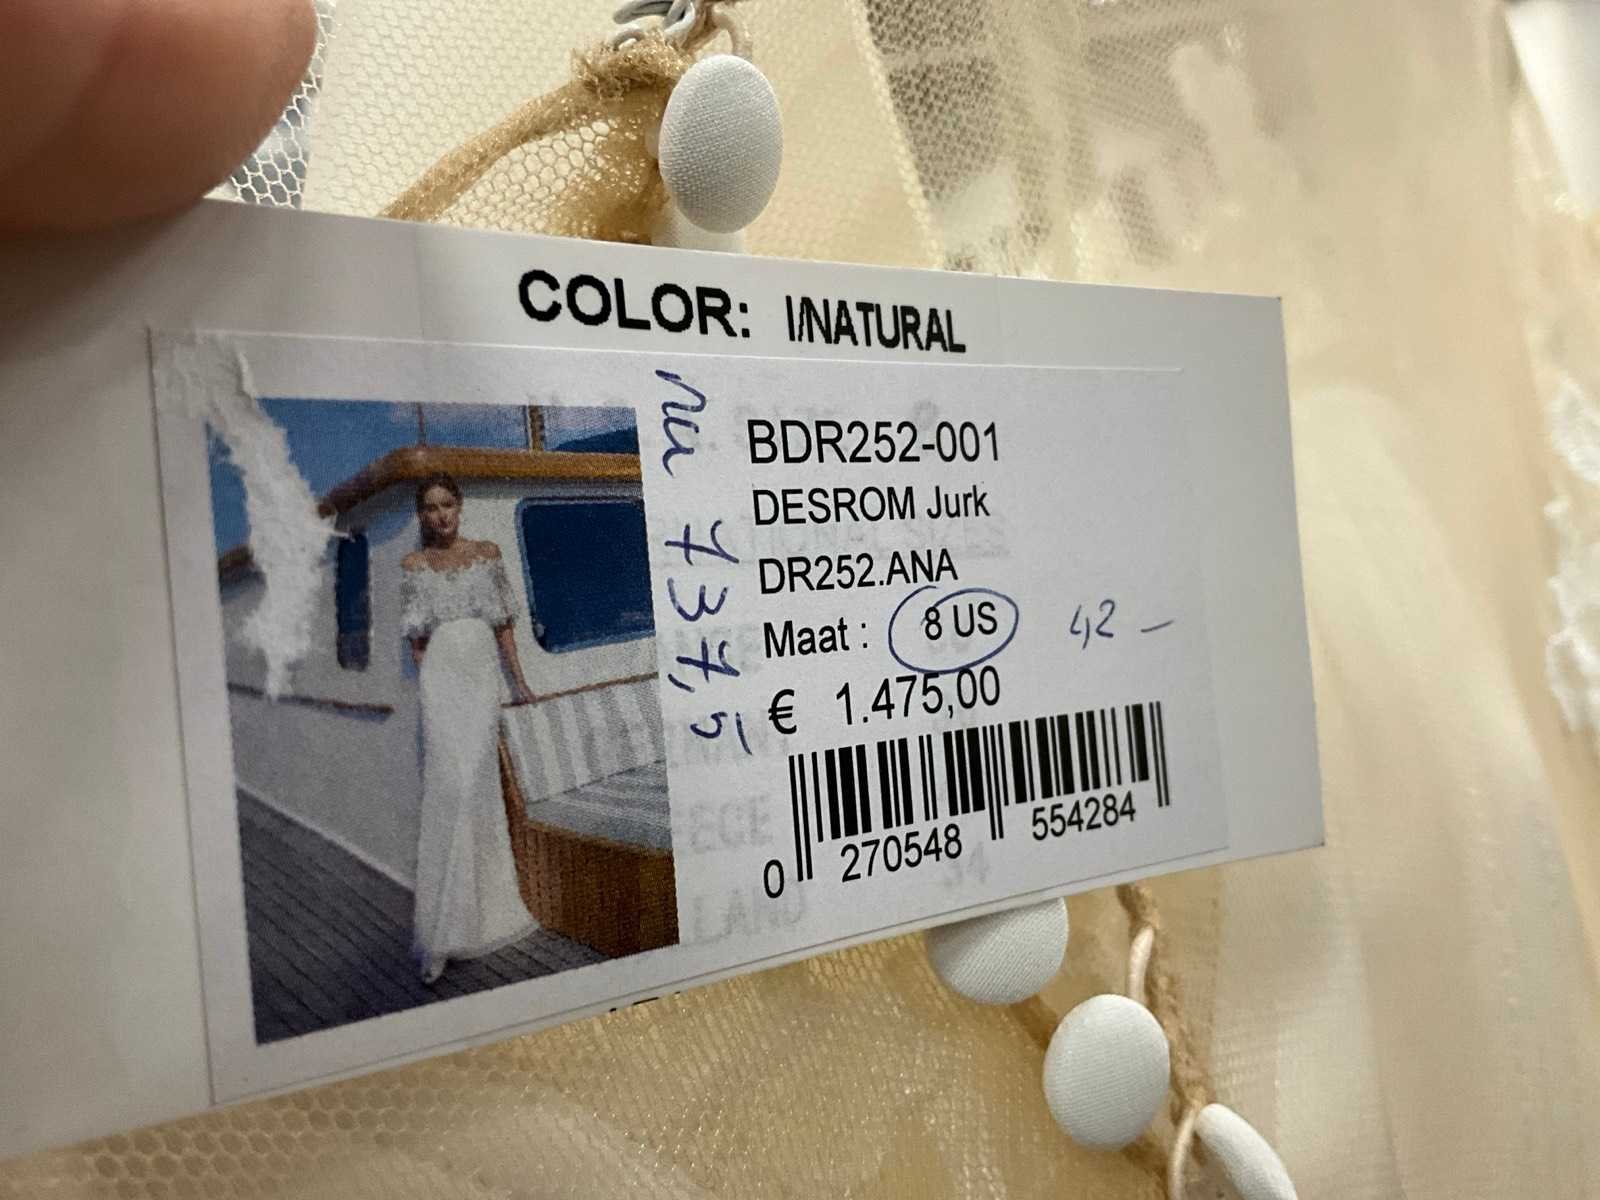 COLOR: I/NATURAL
nu 737,5
BDR252-001
DESROM Jurk
DR252.ANA
Maat : 8 US 42 –
€ 1.475,00
0 270548 554284